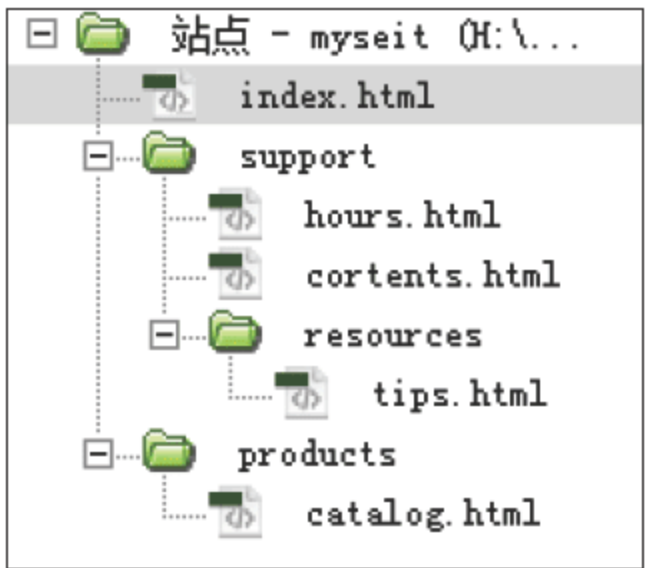 站点 - myseit (H:\...
index.html
support
hours.html
cortents.html
resources
tips.html
products
catalog.html